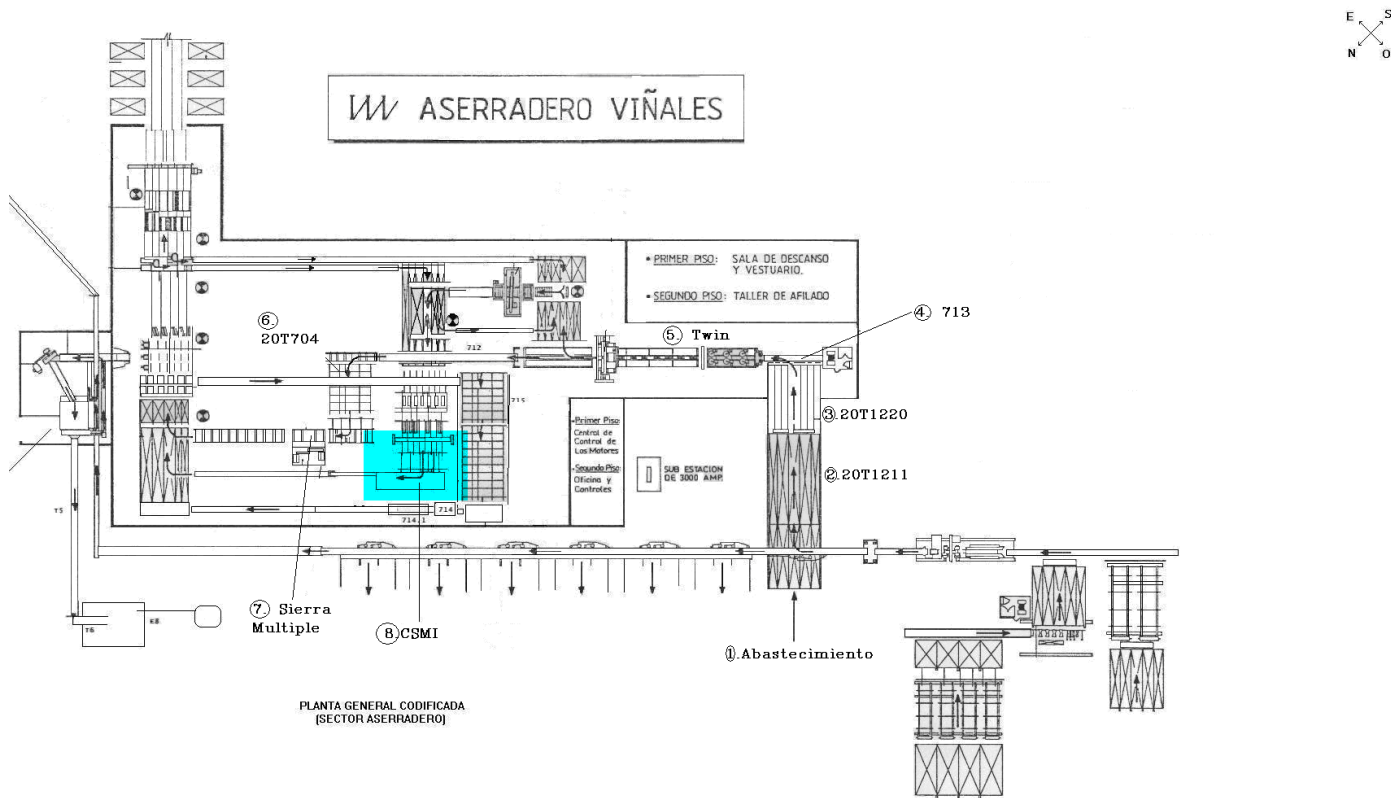 E S
N O
ASERRADERO VIÑALES
• PRIMER PISO: SALA DE DESCANSO
Y VESTUARIO.
• SEGUNDO PISO: TALLER DE AFILADO
④. 713
⑤. Twin
⑥.
20T704
712
715
③.20T1220
• Primer Piso:
Central de
Control de
Los Motores
• Segundo Piso:
Oficina y
Controles
SUB ESTACION
DE 3000 AMP.
②.20T1211
714
714.1
T5
⑦. Sierra
Multiple
⑧.CSMI
①.Abastecimiento
T6
PLANTA GENERAL CODIFICADA
(SECTOR ASERRADERO)